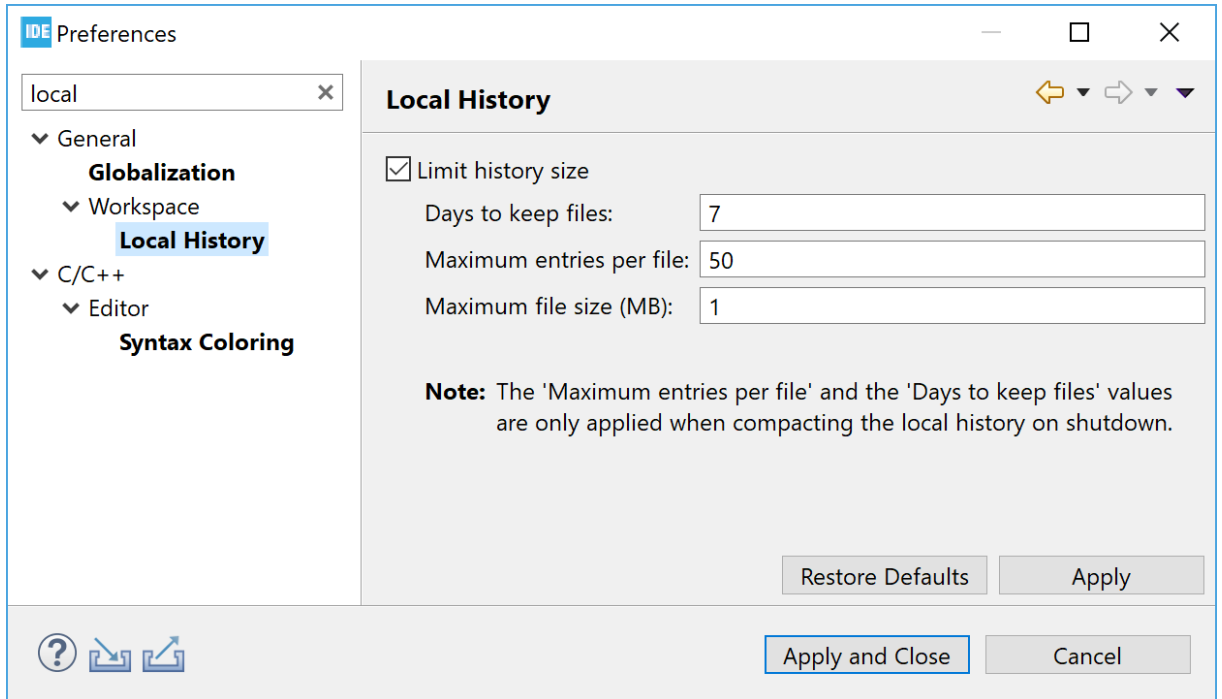 IDE Preferences
local
General
Globalization
Workspace
Local History
C/C++
Editor
Syntax Coloring
Local History
Limit history size
Days to keep files: 7
Maximum entries per file: 50
Maximum file size (MB): 1
Note: The 'Maximum entries per file' and the 'Days to keep files' values
are only applied when compacting the local history on shutdown.
Restore Defaults Apply
? Apply and Close Cancel